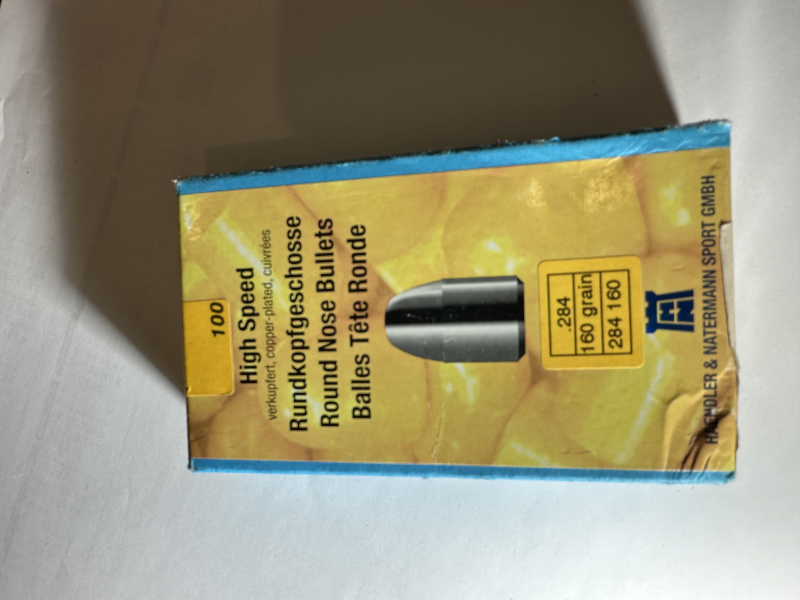 100
High Speed
verkupfert, copper-plated, cuivrées
Rundkopfgeschosse
Round Nose Bullets
Balles Tête Ronde
.284
160 grain
284 160
HAENDLER & NATERMANN SPORT GMBH